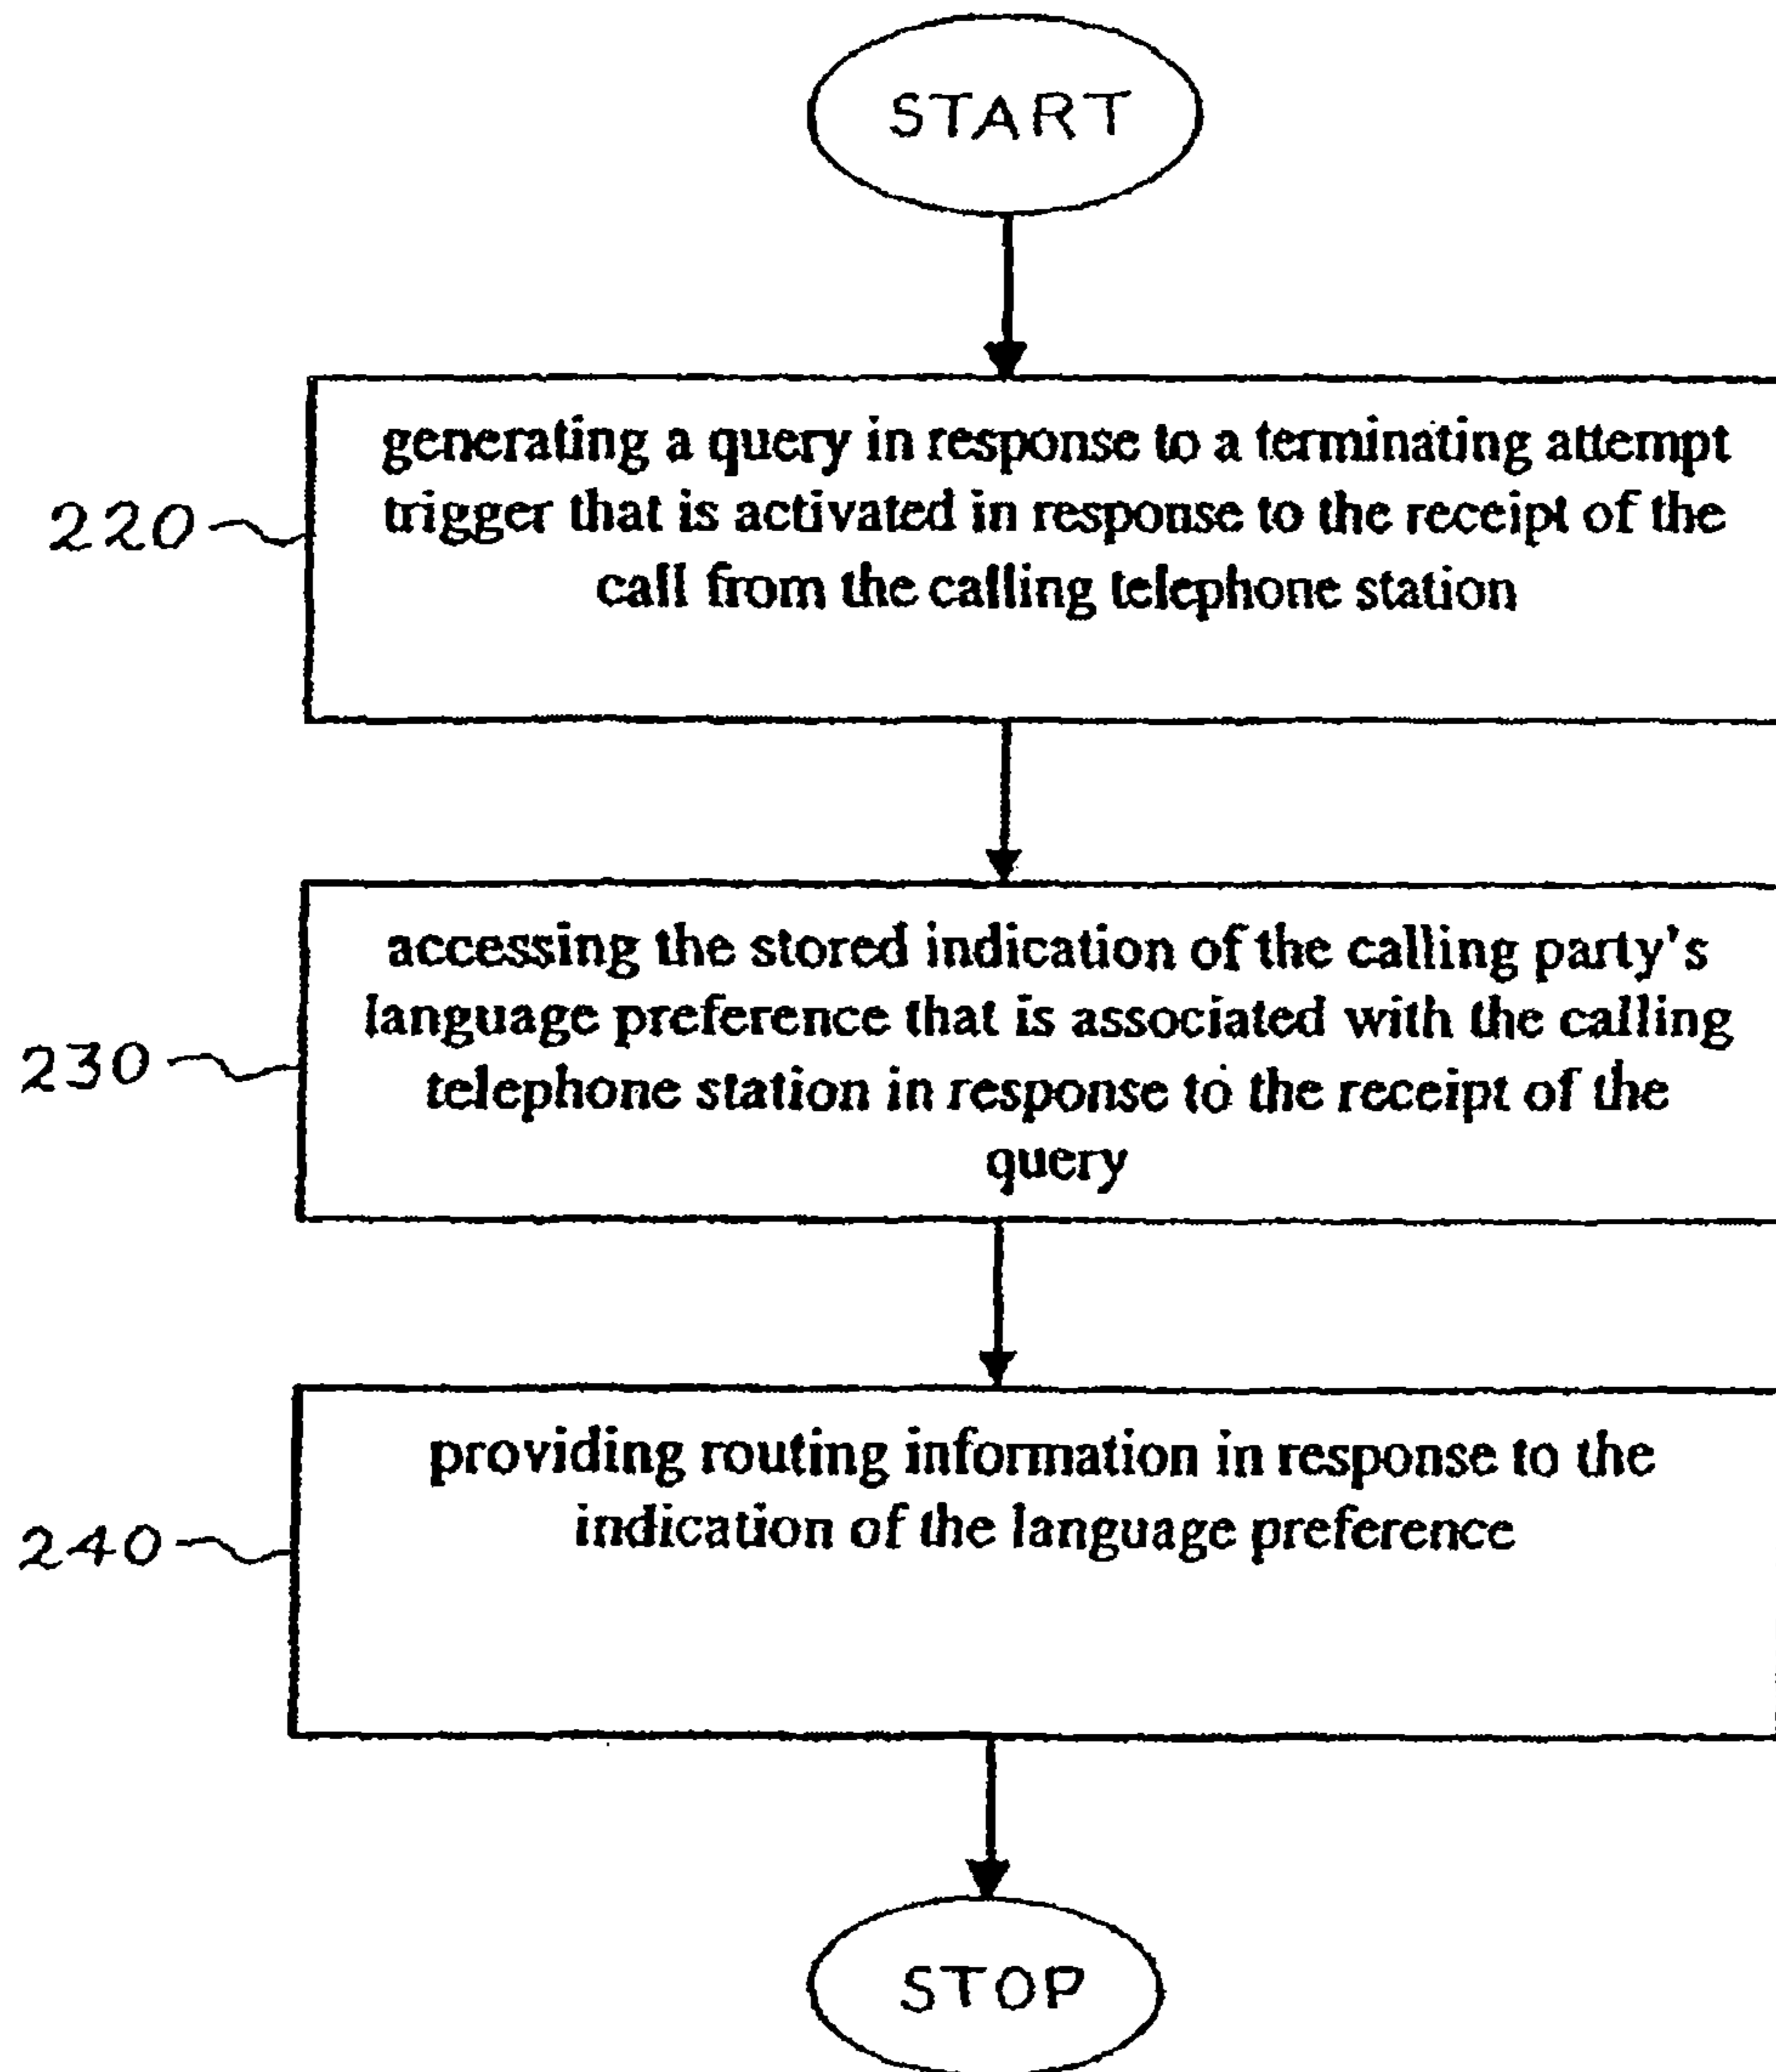 START
generating a query in response to a terminating attempt
trigger that is activated in response to the receipt of the
call from the calling telephone station
220
accessing the stored indication of the calling party's
language preference that is associated with the calling
telephone station in response to the receipt of the
query
230
providing routing information in response to the
indication of the language preference
240
STOP